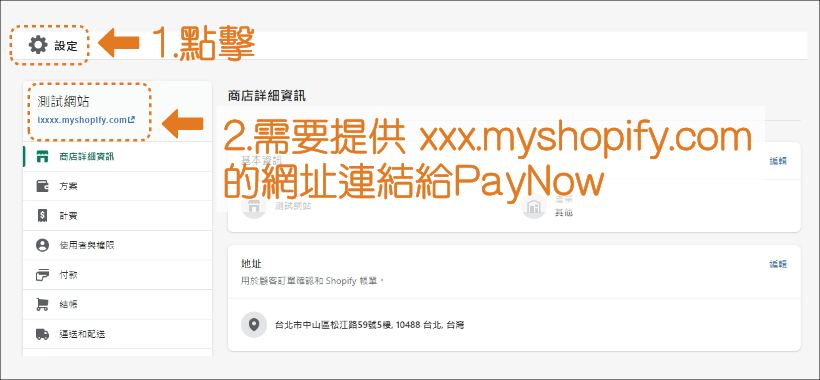 設定
1.點擊
測試網站
ixxxx.myshopify.com
商店詳細資訊
2.需要提供 xxx.myshopify.com
的網址連結給PayNow
商店詳細資訊
方案
計費
使用者與權限
付款
結帳
運送和配送
基本資訊
編輯
測試網站
產業
其他
地址
編輯
用於顧客訂單確認和 Shopify 帳單。
台北市中山區松江路59號5樓, 10488 台北, 台灣